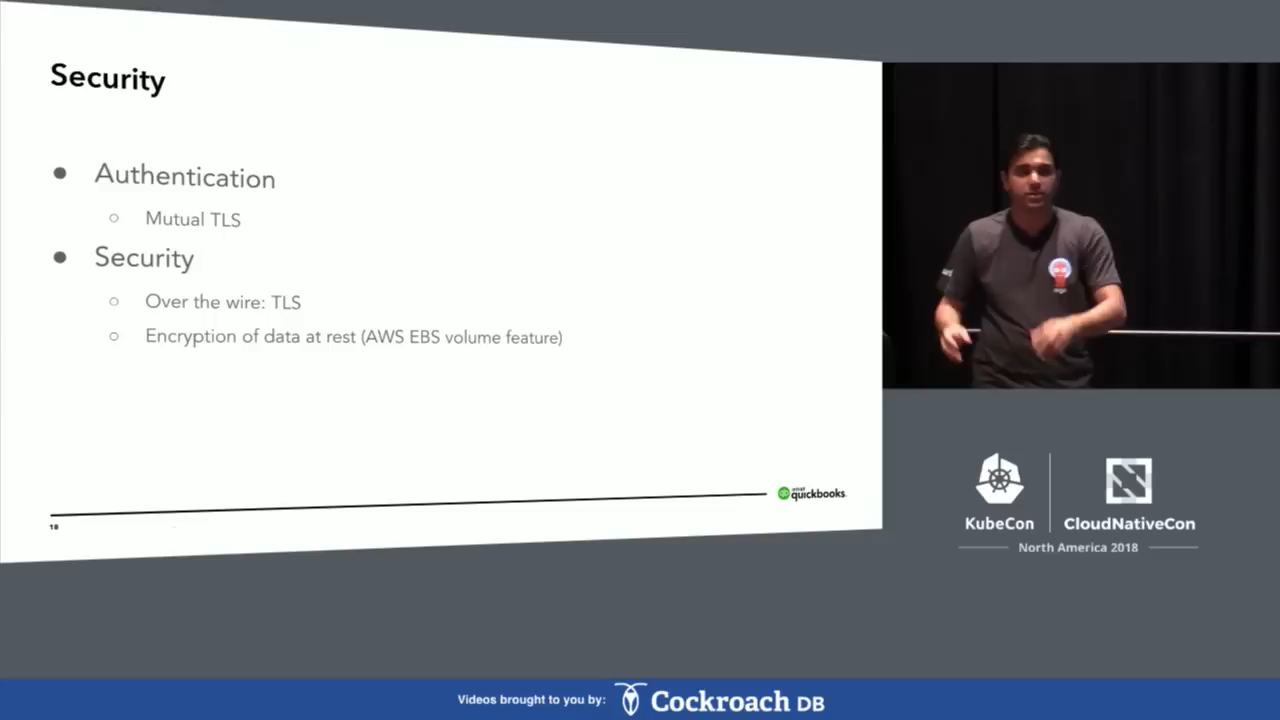 Security
Authentication
Mutual TLS
Security
Over the wire: TLS
Encryption of data at rest (AWS EBS volume feature)
18
quickbooks
KubeCon
CloudNativeCon
North America 2018
Videos brought to you by:
Cockroach DB